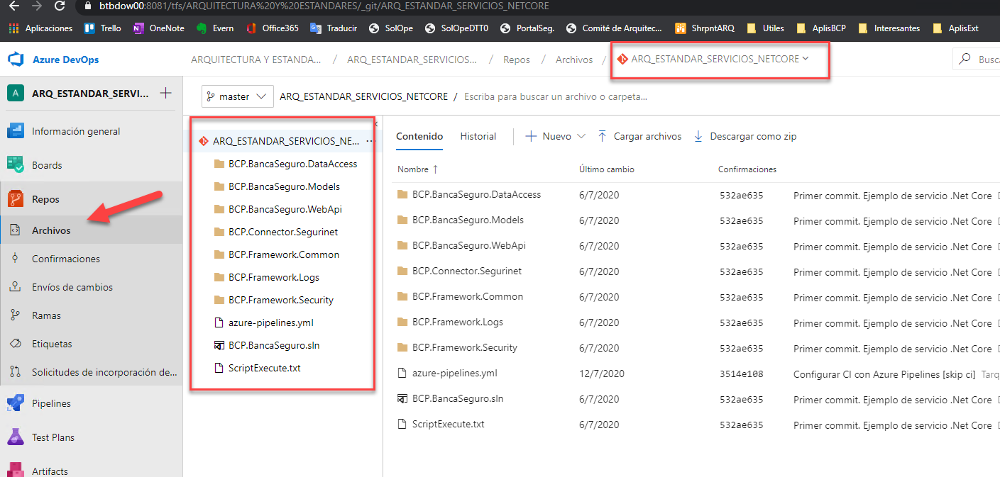 btbdow00:8081/tfs/ARQUITECTURA%20Y%20ESTANDARES/_git/ARQ_ESTANDAR_SERVICIOS_NETCORE
Aplicaciones Trello OneNote Evern Office365 Traducir SolOpe SolOpeDTT0 PortalSeg. Comité de Arquitec... ShrpntARQ Utiles AplisBCP Interesantes AplisExt
Azure DevOps ARQUITECTURA Y ESTANDA... / ARQ_ESTANDAR_SERVICIOS... / Repos / Archivos / ARQ_ESTANDAR_SERVICIOS_NETCORE Busc
A ARQ_ESTANDAR_SERVI...
Información general
Boards
Repos
Archivos
Confirmaciones
Envíos de cambios
Ramas
Etiquetas
Solicitudes de incorporación de...
Pipelines
Test Plans
Artifacts
master ARQ_ESTANDAR_SERVICIOS_NETCORE / Escriba para buscar un archivo o carpeta...
ARQ_ESTANDAR_SERVICIOS_NE... ...
BCP.BancaSeguro.DataAccess
BCP.BancaSeguro.Models
BCP.BancaSeguro.WebApi
BCP.Connector.Segurinet
BCP.Framework.Common
BCP.Framework.Logs
BCP.Framework.Security
azure-pipelines.yml
BCP.BancaSeguro.sln
ScriptExecute.txt
Contenido Historial Nuevo Cargar archivos Descargar como zip
Nombre ↑ Último cambio Confirmaciones
BCP.BancaSeguro.DataAccess 6/7/2020 532ae635 Primer commit. Ejemplo de servicio .Net Core
BCP.BancaSeguro.Models 6/7/2020 532ae635 Primer commit. Ejemplo de servicio .Net Core
BCP.BancaSeguro.WebApi 6/7/2020 532ae635 Primer commit. Ejemplo de servicio .Net Core
BCP.Connector.Segurinet 6/7/2020 532ae635 Primer commit. Ejemplo de servicio .Net Core
BCP.Framework.Common 6/7/2020 532ae635 Primer commit. Ejemplo de servicio .Net Core
BCP.Framework.Logs 6/7/2020 532ae635 Primer commit. Ejemplo de servicio .Net Core
BCP.Framework.Security 6/7/2020 532ae635 Primer commit. Ejemplo de servicio .Net Core
azure-pipelines.yml 12/7/2020 3514e108 Configurar CI con Azure Pipelines [skip ci] Tarq
BCP.BancaSeguro.sln 6/7/2020 532ae635 Primer commit. Ejemplo de servicio .Net Core
ScriptExecute.txt 6/7/2020 532ae635 Primer commit. Ejemplo de servicio .Net Core